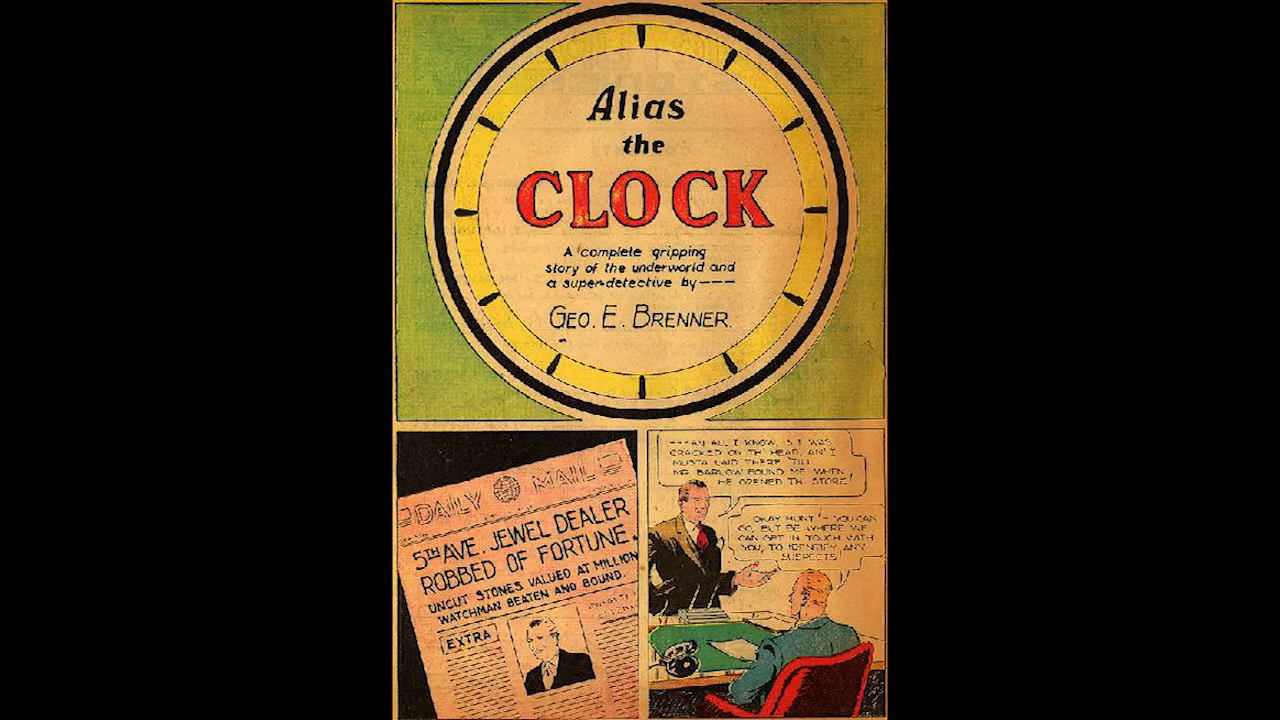 Alias
the
CLOCK
A complete gripping
story of the underworld and
a super-detective by---
GEO. E. BRENNER.
DAILY MAIL
5TH AVE. JEWEL DEALER
ROBBED OF FORTUNE.
UNCUT STONES VALUED AT MILLION
WATCHMAN BEATEN AND BOUND.
EXTRA
---AN' ALL I KNOW, IS I WAS
CRACKED ON TH' HEAD, AN' I
MUSTA LAID THERE 'TILL
MR BARLOW FOUND ME WHEN
HE OPENED TH' STORE!
OKAY HUNT!- YOU CAN
GO, BUT BE WHERE WE
CAN GET IN TOUCH WITH
YOU, TO IDENTIFY ANY
SUSPECTS!